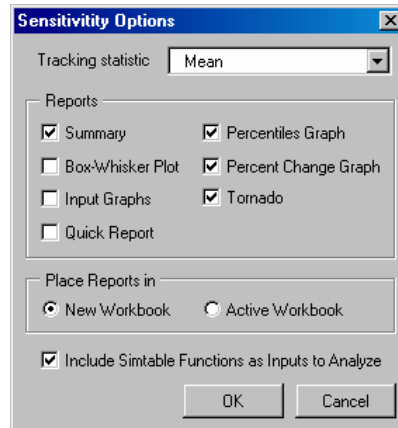 Sensitivitity Options
Tracking statistic Mean
Reports
Summary Percentiles Graph
Box-Whisker Plot Percent Change Graph
Input Graphs Tornado
Quick Report
Place Reports in
New Workbook Active Workbook
Include Simtable Functions as Inputs to Analyze
OK Cancel